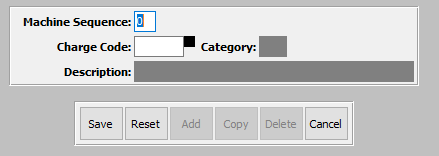 Machine Sequence: 0
Charge Code: Category:
Description:
Save Reset Add Copy Delete Cancel